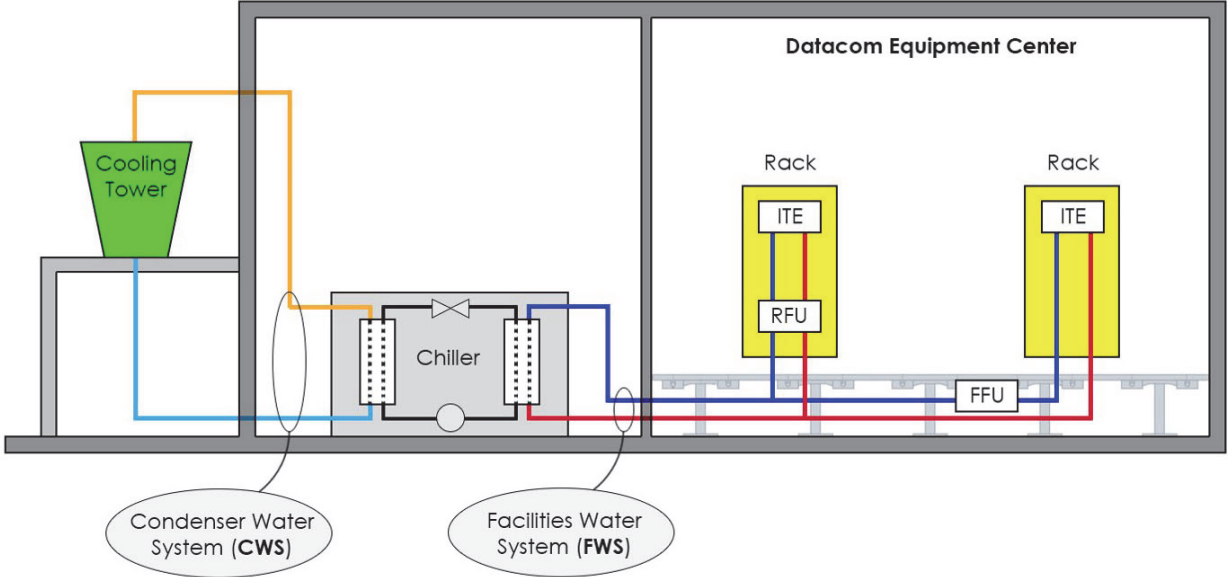 Datacom Equipment Center
Cooling
Tower
Rack
Rack
ITE
ITE
RFU
Chiller
FFU
Condenser Water
System (CWS)
Facilities Water
System (FWS)